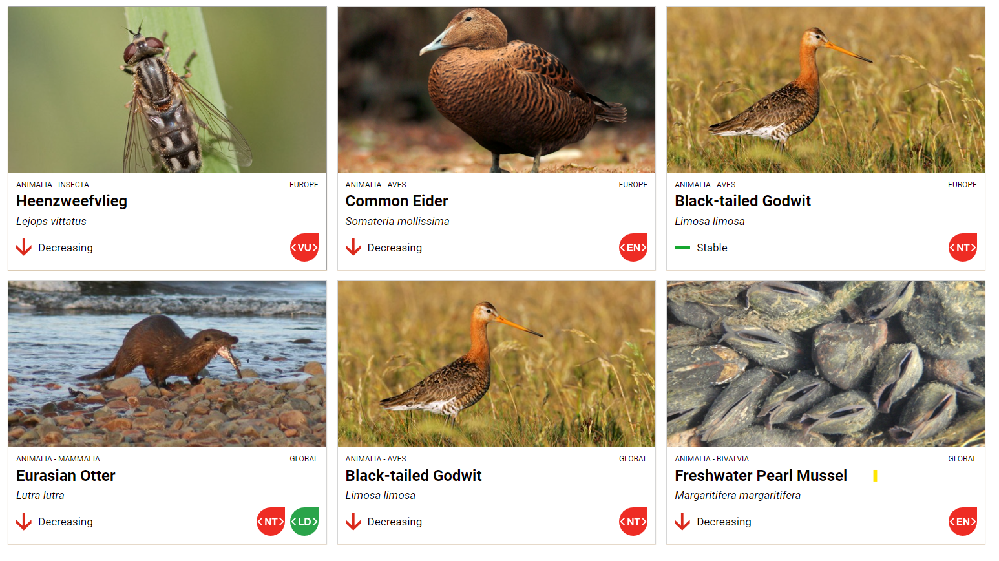 ANIMALIA - INSECTA EUROPE
Heenzweefvlieg
Lejops vittatus
Decreasing <VU>
ANIMALIA - AVES EUROPE
Common Eider
Somateria mollissima
Decreasing <EN>
ANIMALIA - AVES EUROPE
Black-tailed Godwit
Limosa limosa
Stable <NT>
ANIMALIA - MAMMALIA GLOBAL
Eurasian Otter
Lutra lutra
Decreasing <NT> <LD>
ANIMALIA - AVES GLOBAL
Black-tailed Godwit
Limosa limosa
Decreasing <NT>
ANIMALIA - BIVALVIA GLOBAL
Freshwater Pearl Mussel
Margaritifera margaritifera
Decreasing <EN>